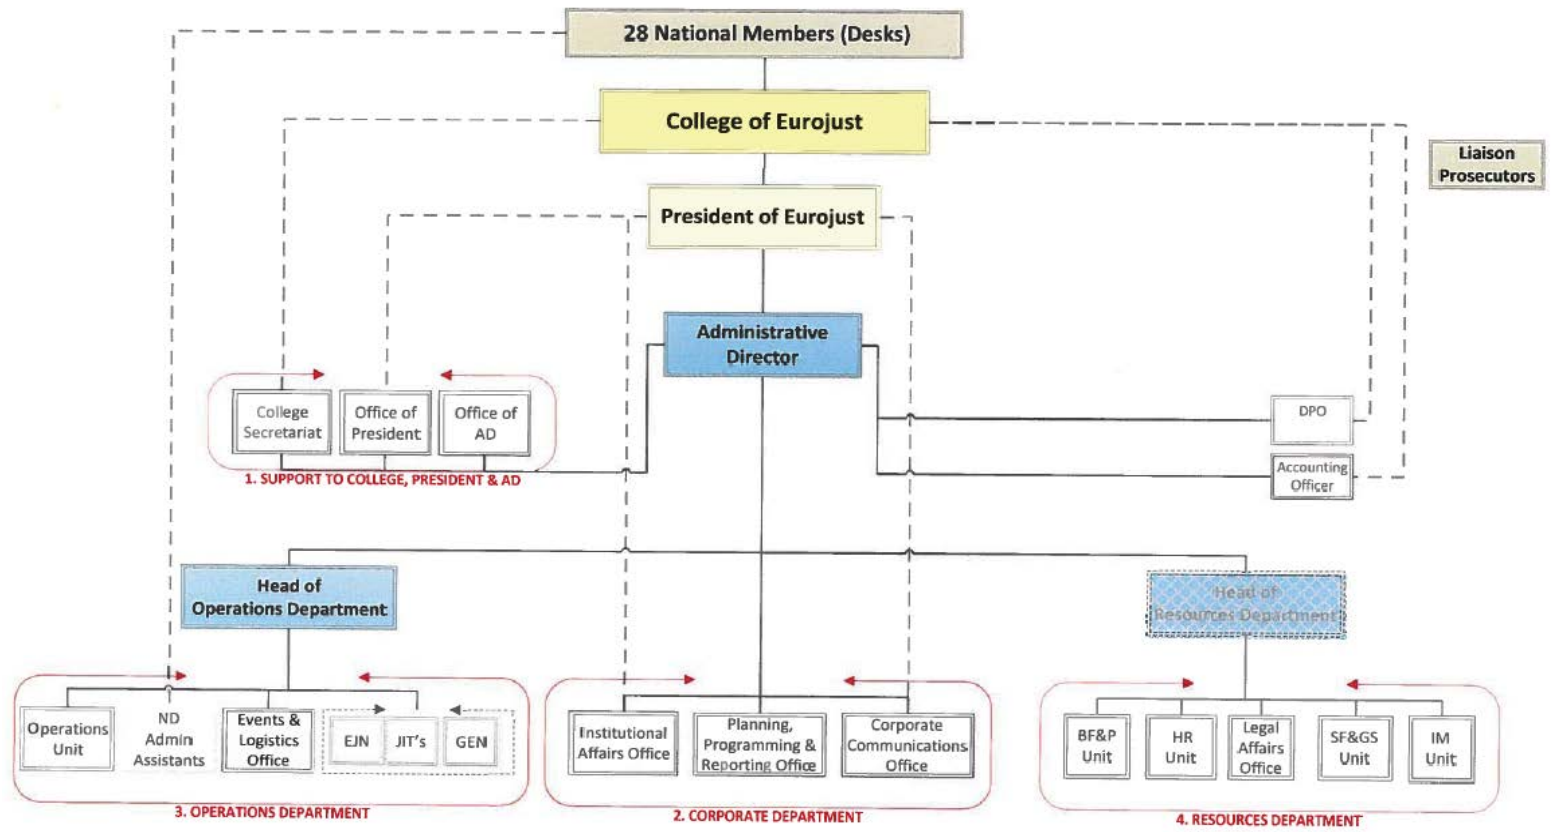 28 National Members (Desks)
College of Eurojust
Liaison
Prosecutors
President of Eurojust
Administrative
Director
College
Secretariat
Office of
President
Office of
AD
1. SUPPORT TO COLLEGE, PRESIDENT & AD
DPO
Accounting
Officer
Head of
Operations Department
Head of
Resources Department
Operations
Unit
ND
Admin
Assistants
Events &
Logistics
Office
EJN
JIT's
GEN
3. OPERATIONS DEPARTMENT
Institutional
Affairs Office
Planning,
Programming &
Reporting Office
Corporate
Communications
Office
2. CORPORATE DEPARTMENT
BF&P
Unit
HR
Unit
Legal
Affairs
Office
SF&GS
Unit
IM
Unit
4. RESOURCES DEPARTMENT